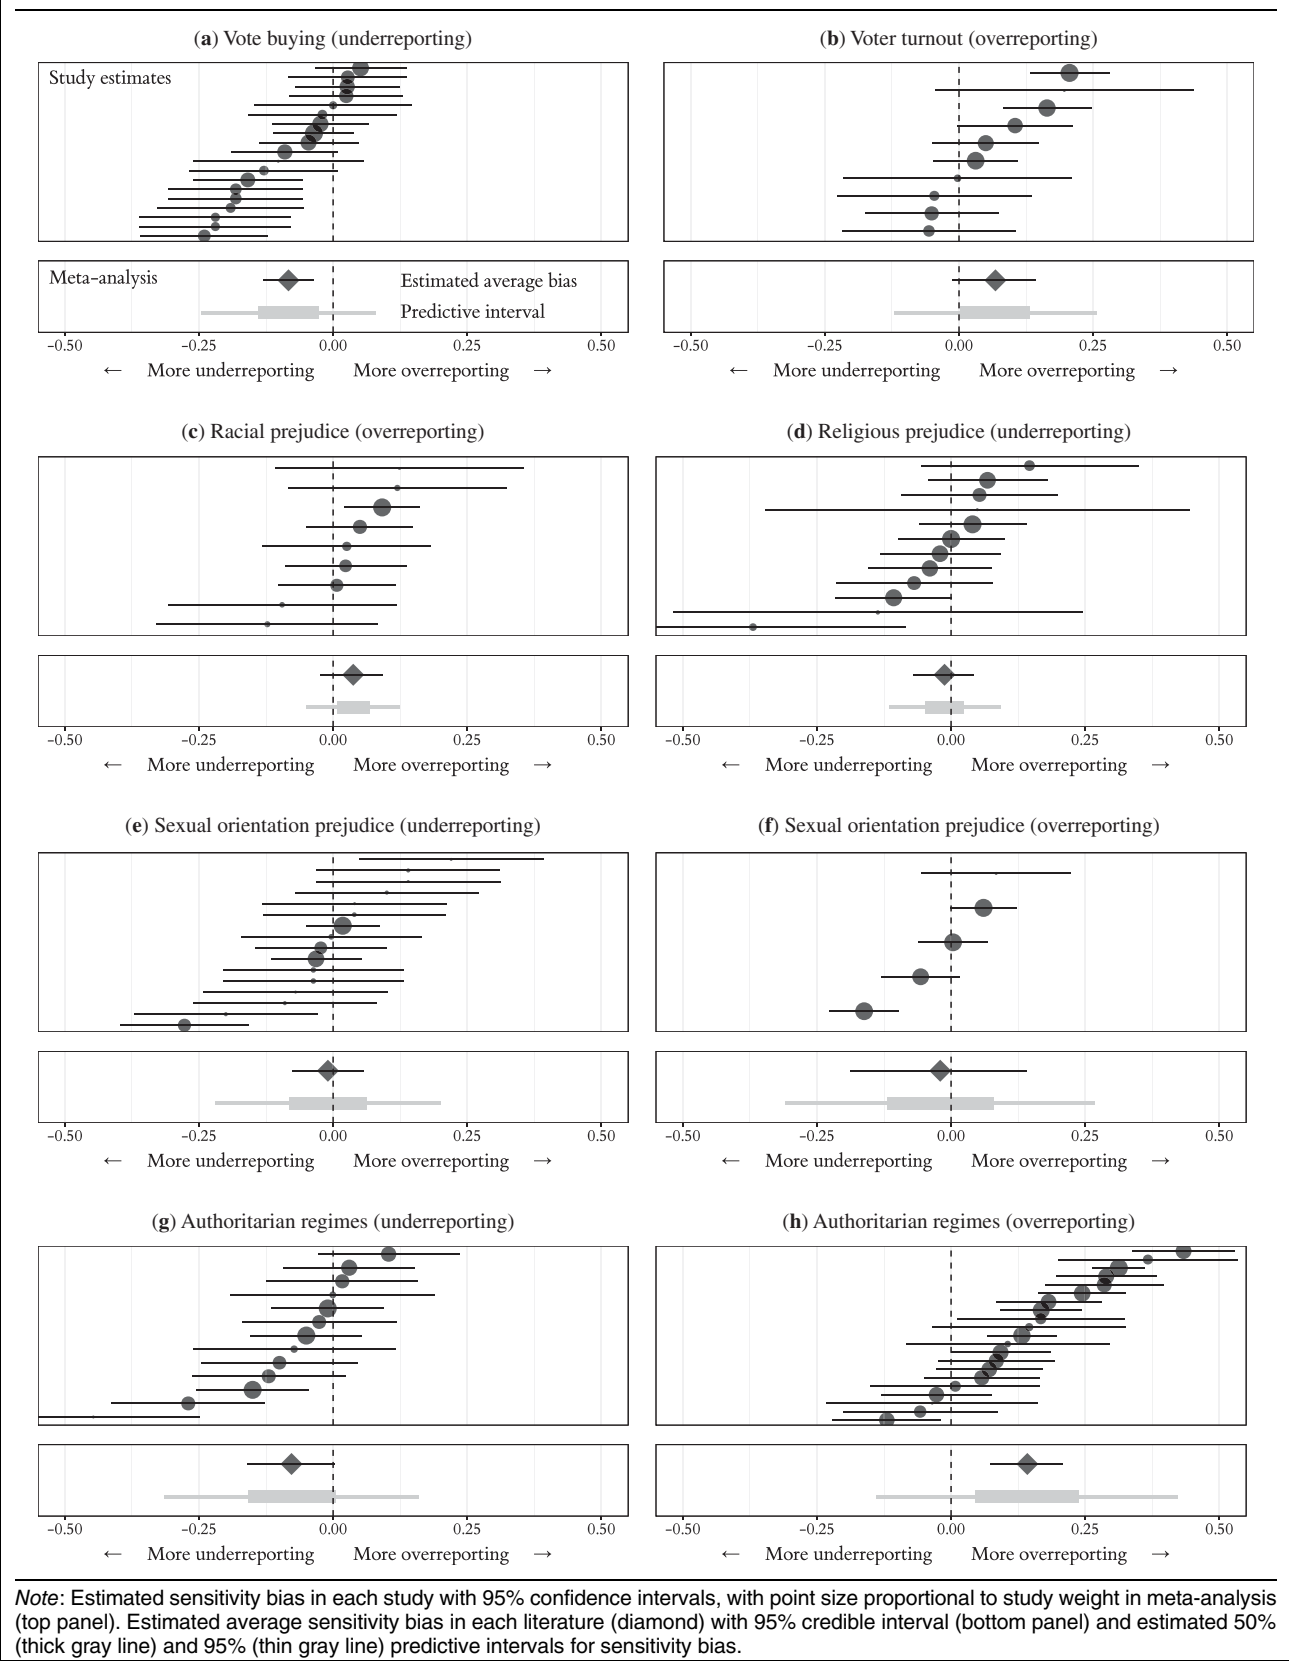 (a) Vote buying (underreporting)
Study estimates
Meta-analysis
Estimated average bias
Predictive interval
-0.50 -0.25 0.00 0.25 0.50
← More underreporting More overreporting →
(b) Voter turnout (overreporting)
-0.50 -0.25 0.00 0.25 0.50
← More underreporting More overreporting →
(c) Racial prejudice (overreporting)
-0.50 -0.25 0.00 0.25 0.50
← More underreporting More overreporting →
(d) Religious prejudice (underreporting)
-0.50 -0.25 0.00 0.25 0.50
← More underreporting More overreporting →
(e) Sexual orientation prejudice (underreporting)
-0.50 -0.25 0.00 0.25 0.50
← More underreporting More overreporting →
(f) Sexual orientation prejudice (overreporting)
-0.50 -0.25 0.00 0.25 0.50
← More underreporting More overreporting →
(g) Authoritarian regimes (underreporting)
-0.50 -0.25 0.00 0.25 0.50
← More underreporting More overreporting →
(h) Authoritarian regimes (overreporting)
-0.50 -0.25 0.00 0.25 0.50
← More underreporting More overreporting →
Note: Estimated sensitivity bias in each study with 95% confidence intervals, with point size proportional to study weight in meta-analysis
(top panel). Estimated average sensitivity bias in each literature (diamond) with 95% credible interval (bottom panel) and estimated 50%
(thick gray line) and 95% (thin gray line) predictive intervals for sensitivity bias.